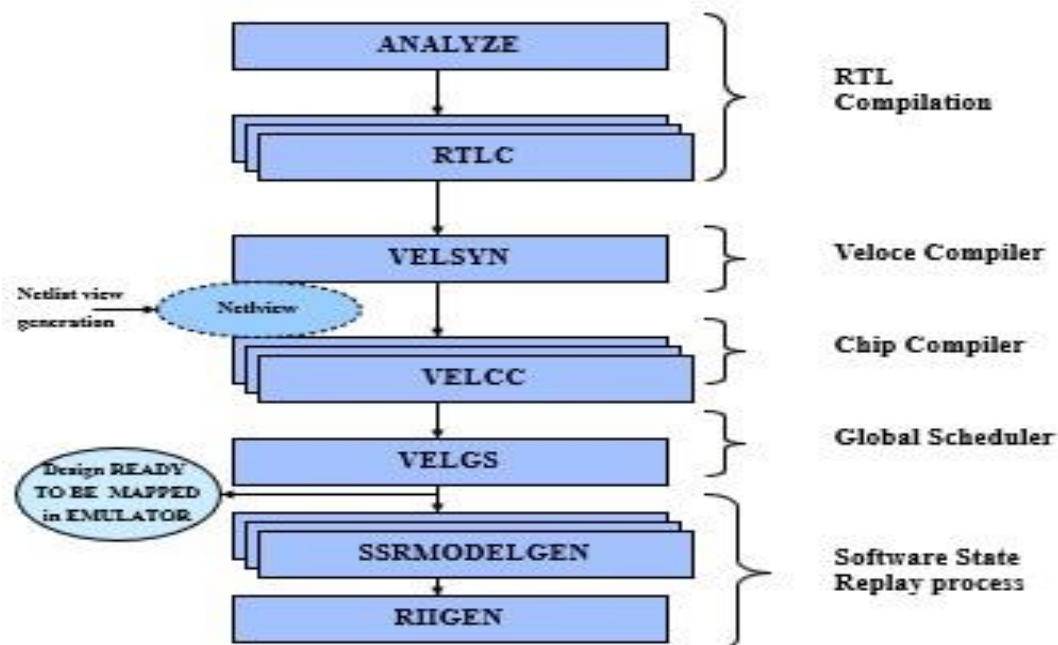 ANALYZE
RTL
Compilation
RTLC
VELSYN
Veloce Compiler
Netlist view
generation
Netlview
Chip Compiler
VELCC
Global Scheduler
VELGS
Design READY
TO BE MAPPED
in EMULATOR
SSRMODELGEN
Software State
Replay process
RIIGEN